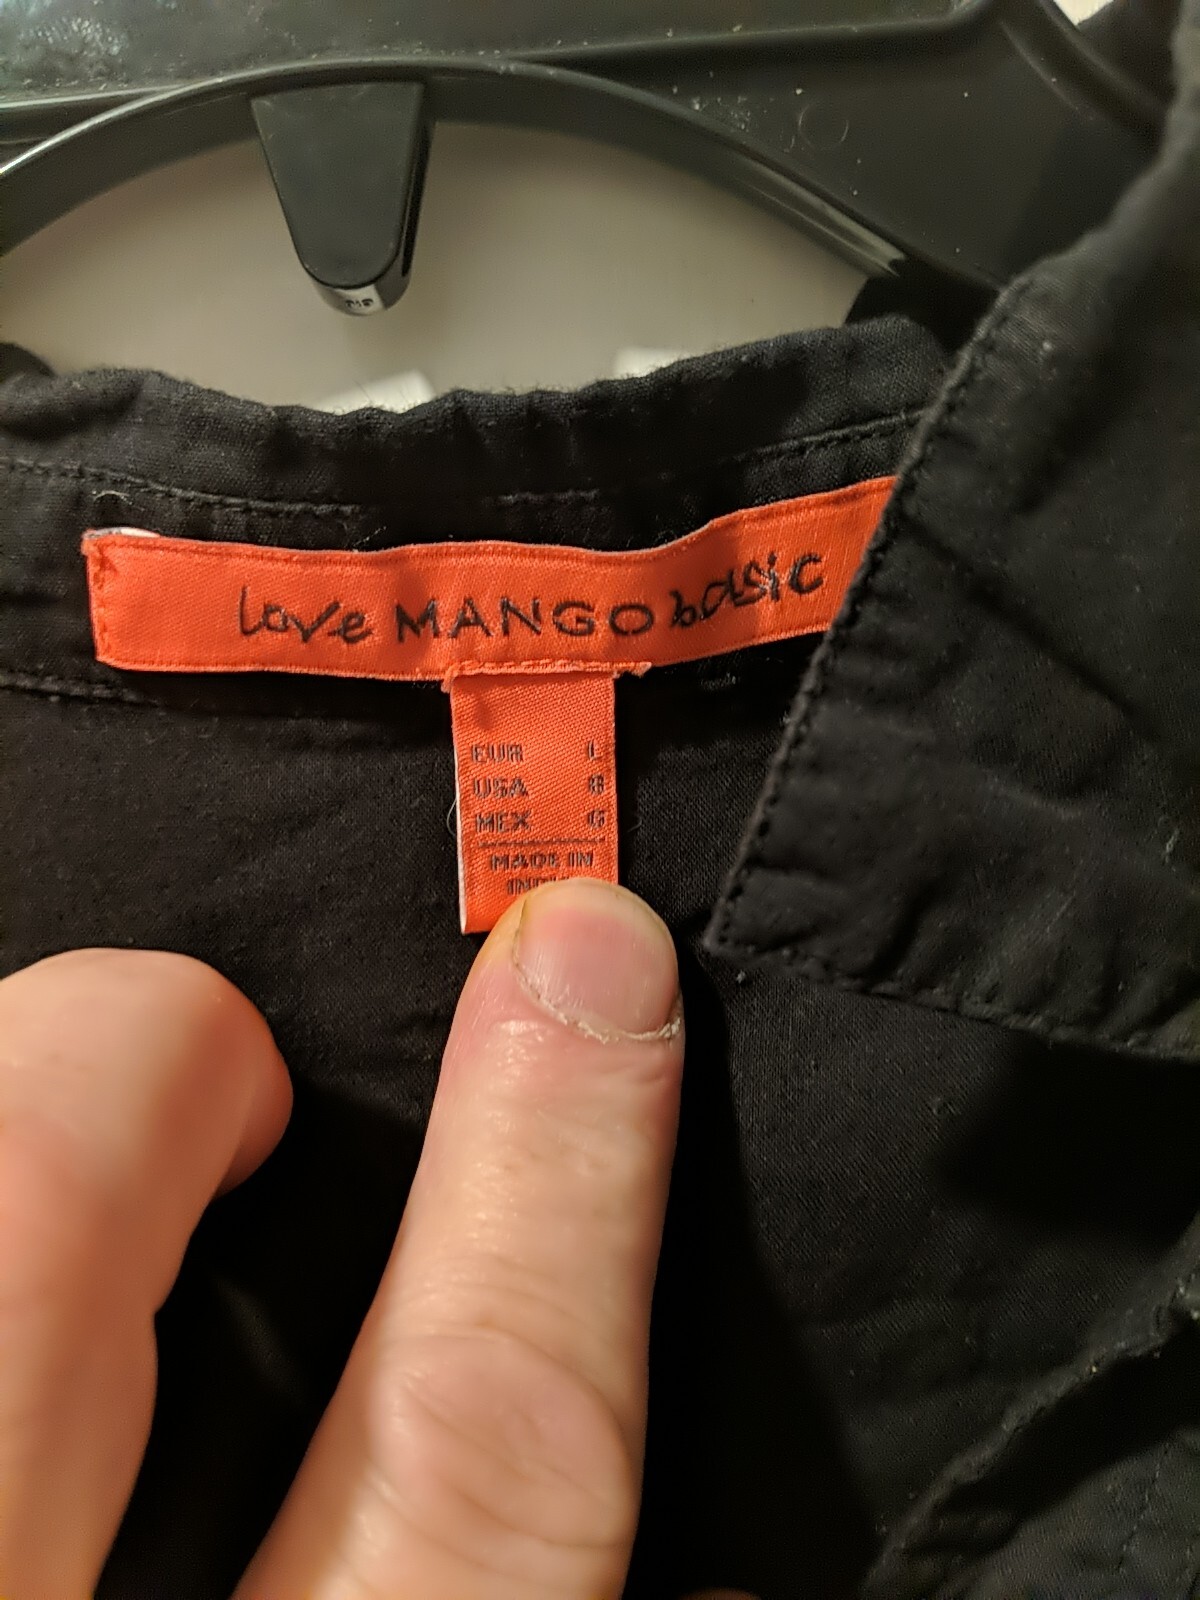 love MANGO basic
EUR L
USA 8
MEX G
MADE IN